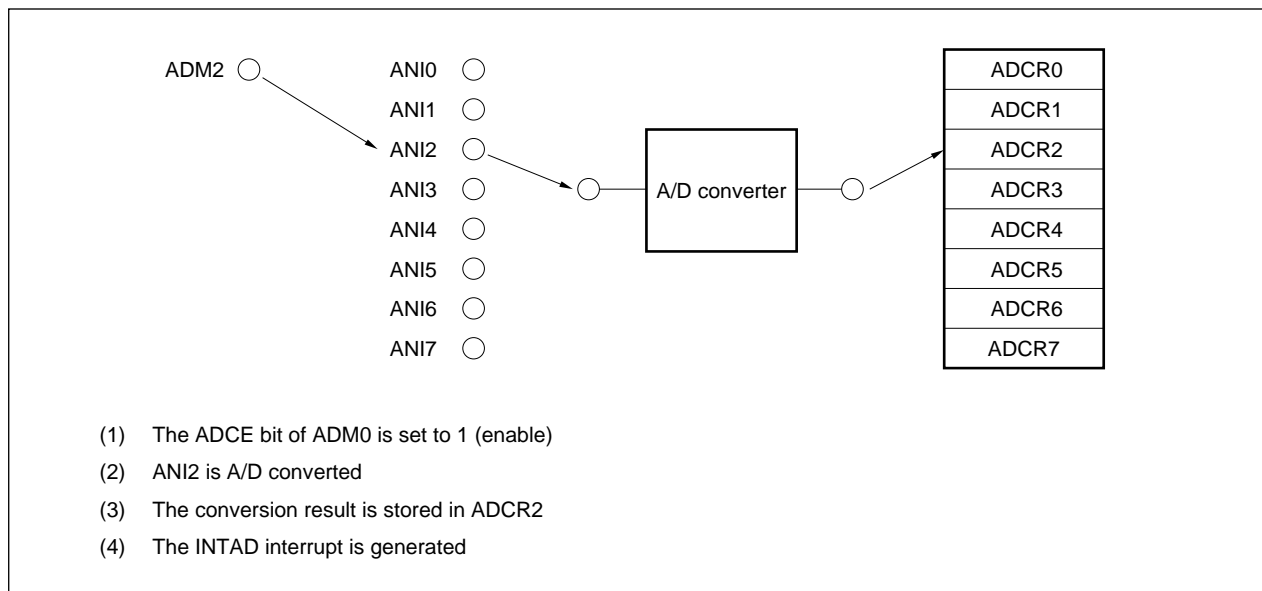 ADM2
ANI0
ANI1
ANI2
ANI3
ANI4
ANI5
ANI6
ANI7
A/D converter
ADCR0
ADCR1
ADCR2
ADCR3
ADCR4
ADCR5
ADCR6
ADCR7
(1) The ADCE bit of ADM0 is set to 1 (enable)
(2) ANI2 is A/D converted
(3) The conversion result is stored in ADCR2
(4) The INTAD interrupt is generated